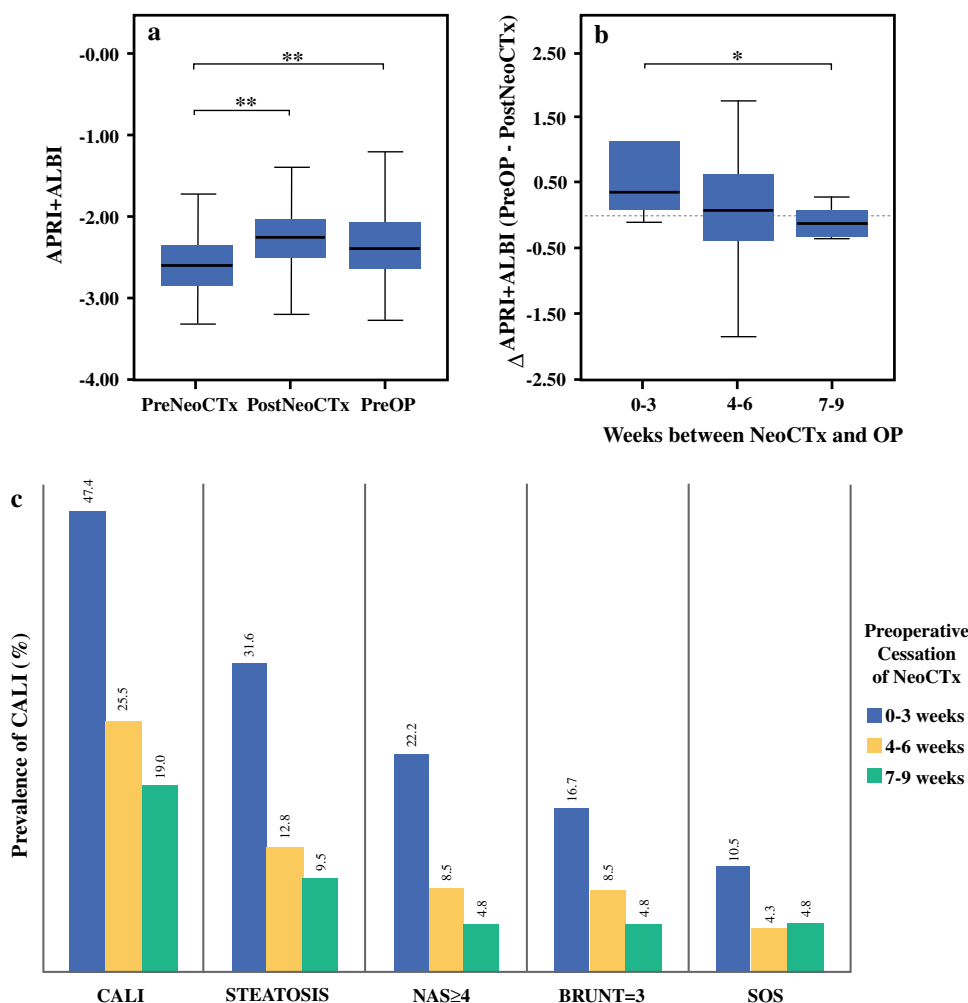 a
-0.00
-1.00
-2.00
-3.00
-4.00
APRI+ALBI
**
**
PreNeoCTx PostNeoCTx PreOP
b
2.50
1.50
0.50
-0.50
-1.50
-2.50
Δ APRI+ALBI (PreOP - PostNeoCTx)
*
0-3 4-6 7-9
Weeks between NeoCTx and OP
c
Prevalence of CALI (%)
47.4
25.5
19.0
31.6
12.8
9.5
22.2
8.5
4.8
16.7
8.5
4.8
10.5
4.3
4.8
CALI STEATOSIS NAS≥4 BRUNT=3 SOS
Preoperative
Cessation
of NeoCTx
0-3 weeks
4-6 weeks
7-9 weeks